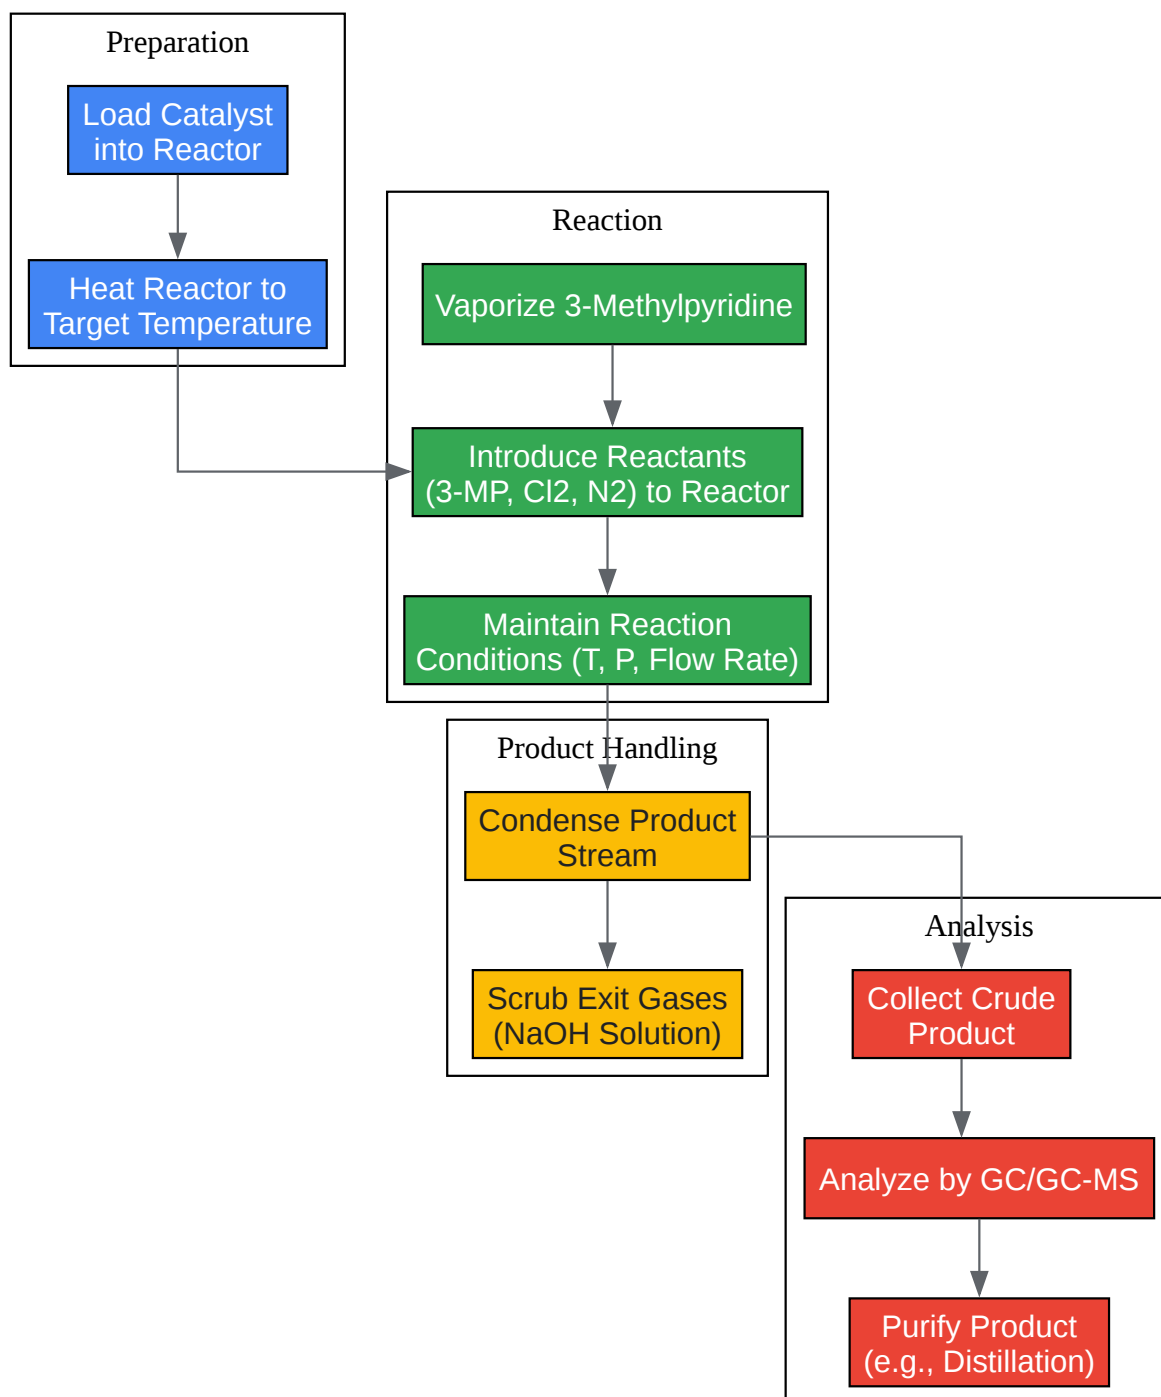 Preparation
Load Catalyst
into Reactor
Heat Reactor to
Target Temperature
Reaction
Vaporize 3-Methylpyridine
Introduce Reactants
(3-MP, Cl2, N2) to Reactor
Maintain Reaction
Conditions (T, P, Flow Rate)
Product Handling
Condense Product
Stream
Scrub Exit Gases
(NaOH Solution)
Analysis
Collect Crude
Product
Analyze by GC/GC-MS
Purify Product
(e.g., Distillation)